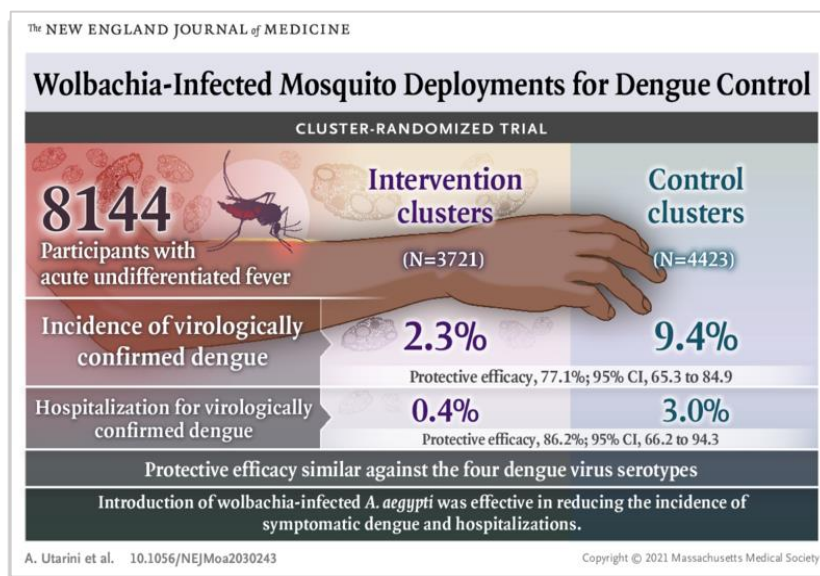 The NEW ENGLAND JOURNAL of MEDICINE
Wolbachia-Infected Mosquito Deployments for Dengue Control
CLUSTER-RANDOMIZED TRIAL
8144
Participants with
acute undifferentiated fever
Intervention
clusters
(N=3721)
Control
clusters
(N=4423)
Incidence of virologically
confirmed dengue
2.3%
9.4%
Protective efficacy, 77.1%; 95% CI, 65.3 to 84.9
Hospitalization for virologically
confirmed dengue
0.4%
3.0%
Protective efficacy, 86.2%; 95% CI, 66.2 to 94.3
Protective efficacy similar against the four dengue virus serotypes
Introduction of wolbachia-infected A. aegypti was effective in reducing the incidence of
symptomatic dengue and hospitalizations.
A. Utarini et al. 10.1056/NEJMoa2030243
Copyright © 2021 Massachusetts Medical Society